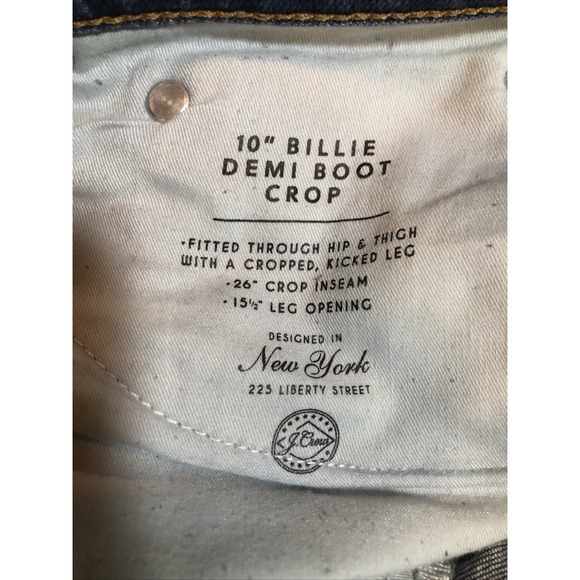 10" BILLIE
DEMI BOOT
CROP
•FITTED THROUGH HIP & THIGH
WITH A CROPPED, KICKED LEG
•26" CROP INSEAM
•15½" LEG OPENING
DESIGNED IN
New York
225 LIBERTY STREET
J.Crew